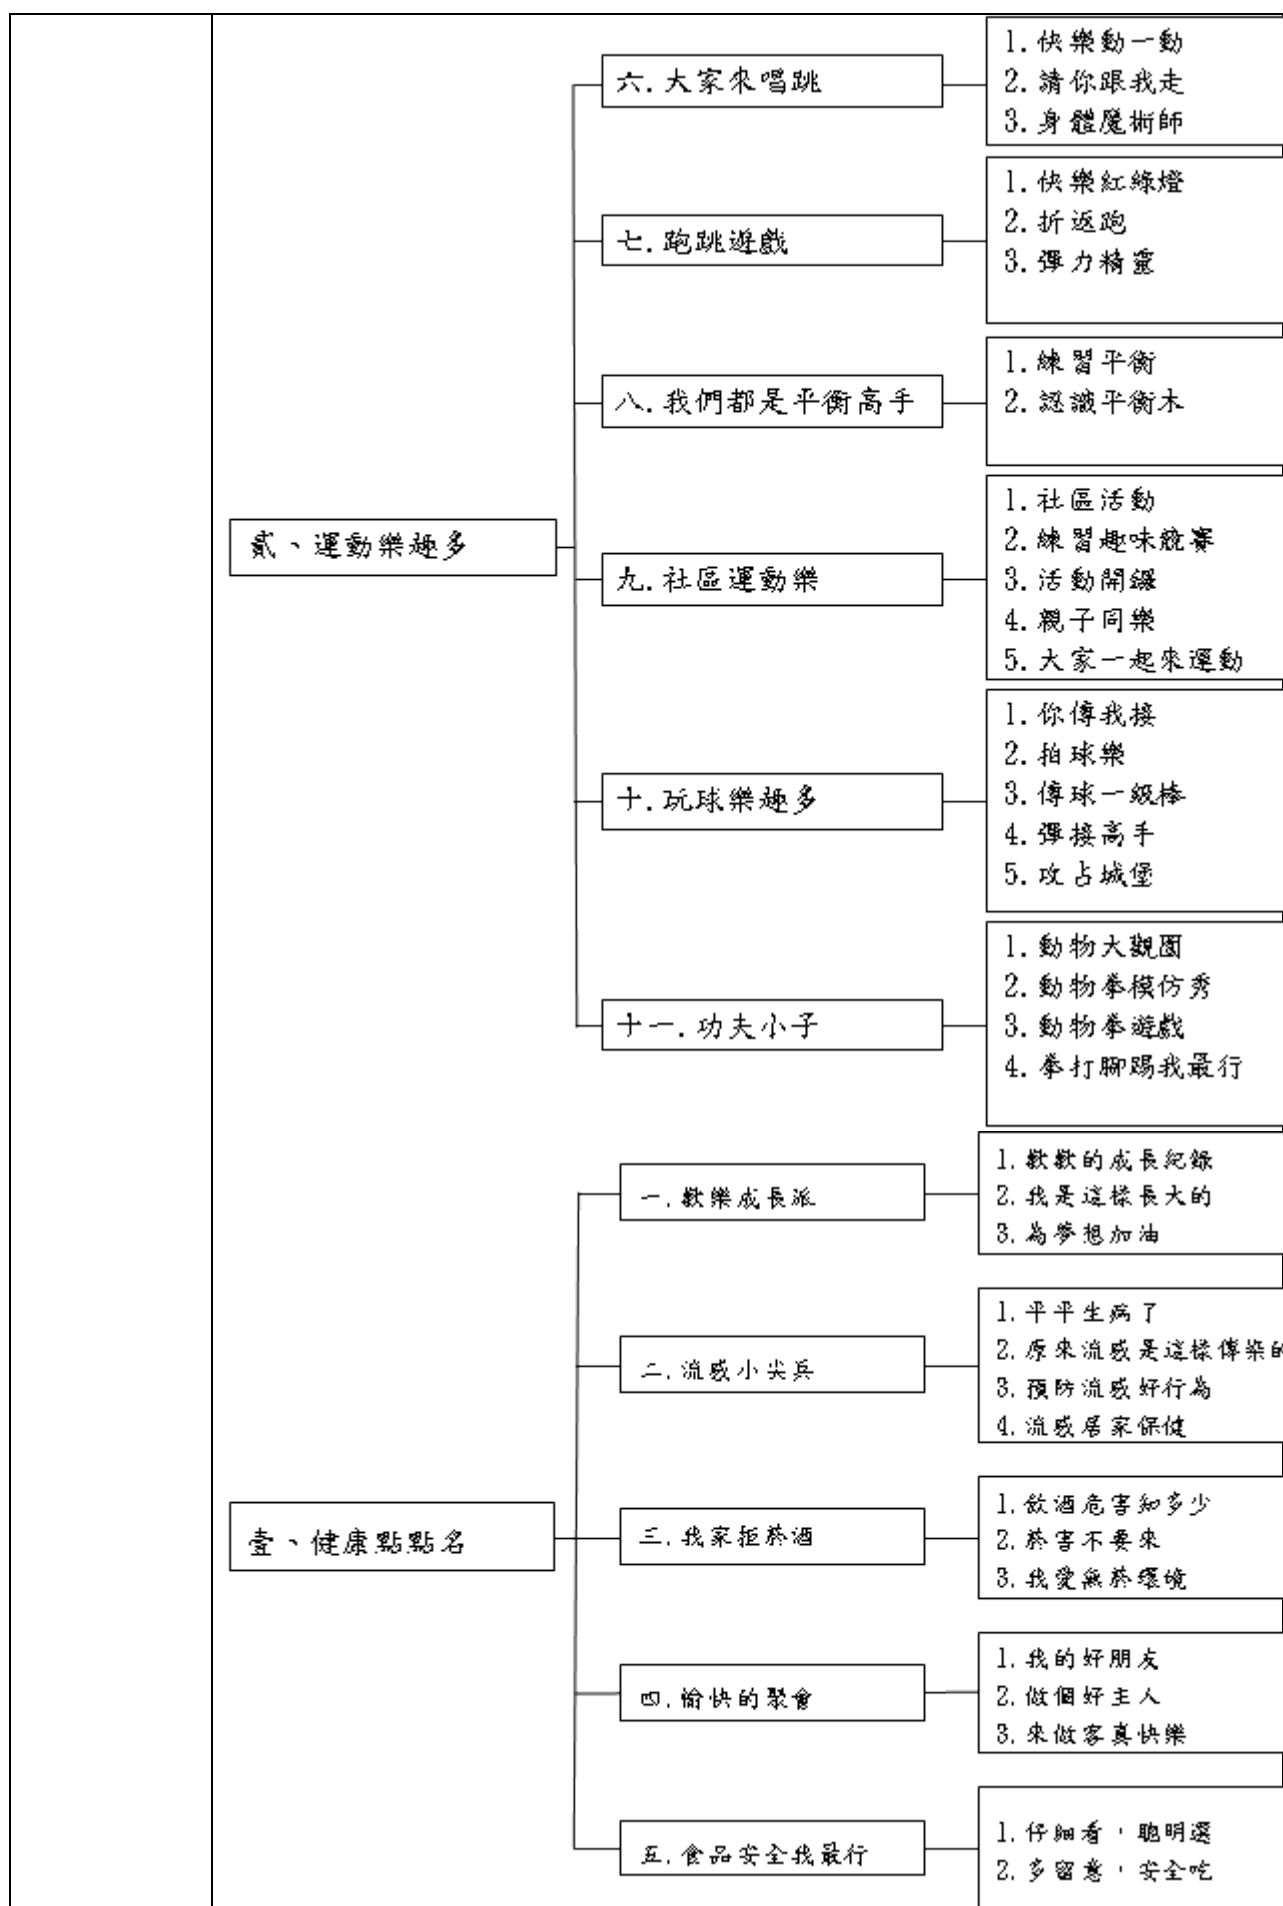 貳、運動樂趣多
六.大家來唱跳
1.快樂動一動
2.請你跟我走
3.身體魔術師
七.跑跳遊戲
1.快樂紅綠燈
2.折返跑
3.彈力精靈
八.我們都是平衡高手
1.練習平衡
2.認識平衡木
九.社區運動樂
1.社區活動
2.練習趣味競賽
3.活動開鑼
4.親子同樂
5.大家一起來運動
十.玩球樂趣多
1.你傳我接
2.拍球樂
3.傳球一級棒
4.彈接高手
5.攻占城堡
十一.功夫小子
1.動物大觀園
2.動物拳模仿秀
3.動物拳遊戲
4.拳打腳踢我最行
壹、健康點點名
一.歡樂成長派
1.歡歡的成長紀錄
2.我是這樣長大的
3.為夢想加油
二.流感小尖兵
1.平平生病了
2.原來流感是這樣傳染的
3.預防流感好行為
4.流感居家保健
三.我家拒菸酒
1.飲酒危害知多少
2.菸害不要來
3.我愛無菸環境
四.愉快的聚會
1.我的好朋友
2.做個好主人
3.來做客真快樂
五.食品安全我最行
1.仔細看，聰明選
2.多留意，安全吃